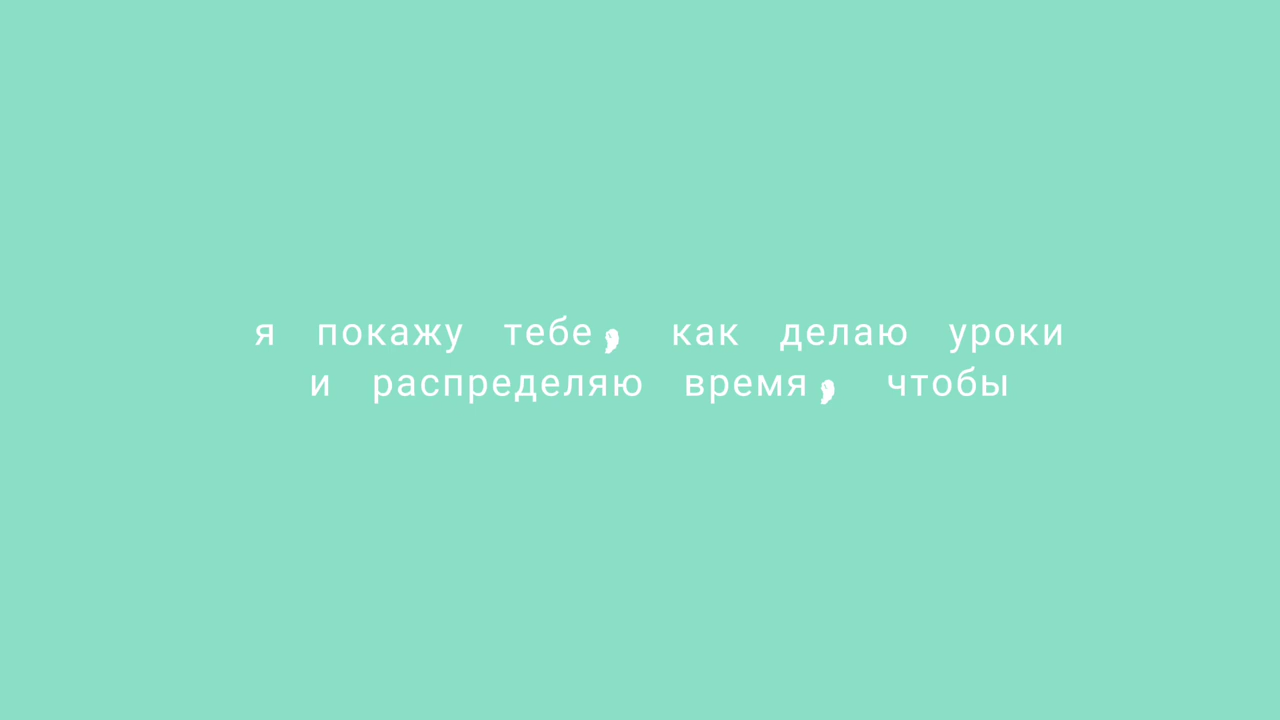 я покажу тебе, как делаю уроки
и распределяю время, чтобы